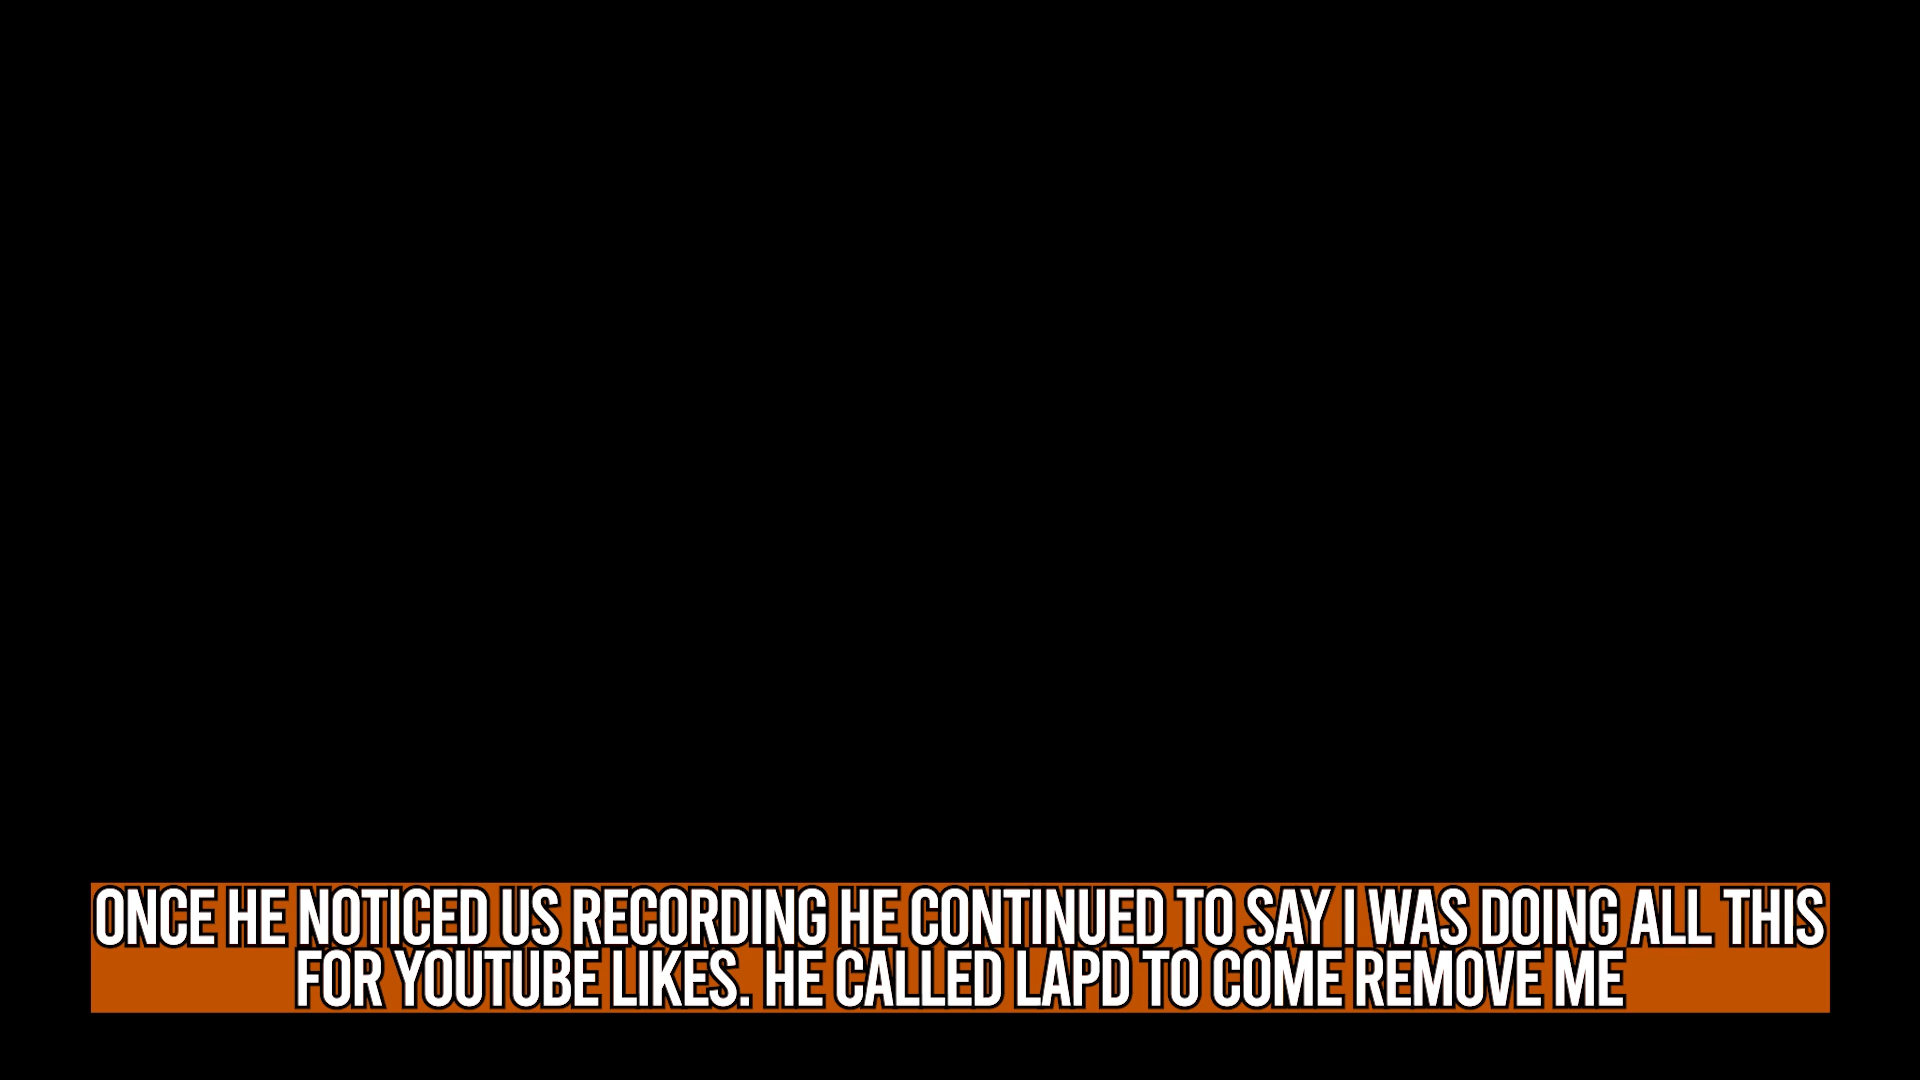 ONCE HE NOTICED US RECORDING HE CONTINUED TO SAY I WAS DOING ALL THIS
FOR YOUTUBE LIKES. HE CALLED LAPD TO COME REMOVE ME